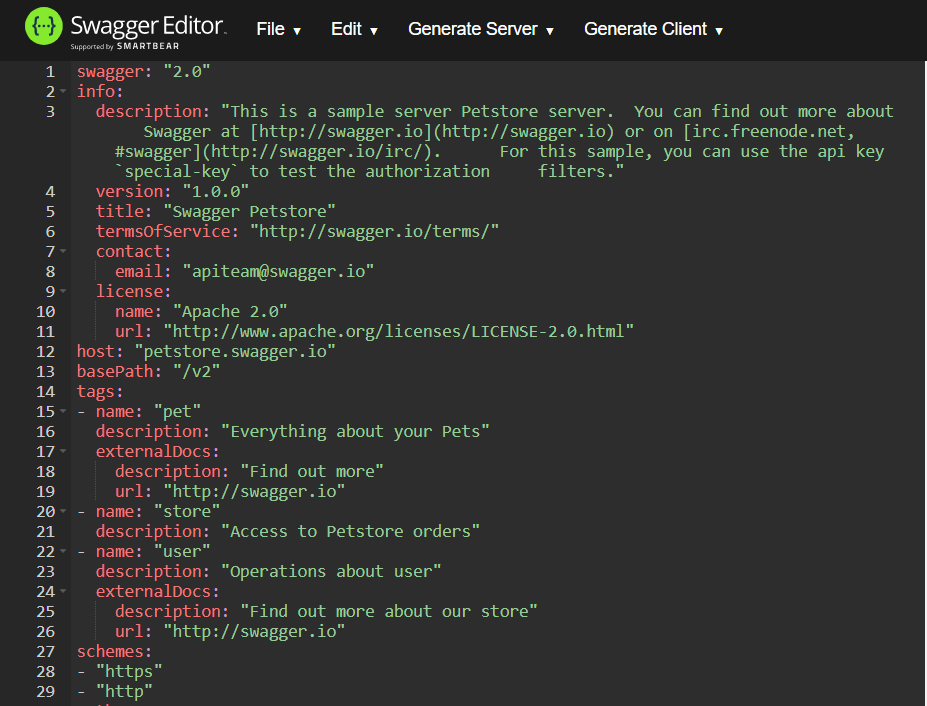 Swagger Editor.
Supported by SMARTBEAR
File ▼ Edit ▼ Generate Server ▼ Generate Client ▼
1 swagger: "2.0"
2 info:
3 description: "This is a sample server Petstore server.  You can find out more about
Swagger at [http://swagger.io](http://swagger.io) or on [irc.freenode.net,
#swagger](http://swagger.io/irc/).      For this sample, you can use the api key
`special-key` to test the authorization     filters."
4 version: "1.0.0"
5 title: "Swagger Petstore"
6 termsOfService: "http://swagger.io/terms/"
7 contact:
8 email: "apiteam@swagger.io"
9 license:
10 name: "Apache 2.0"
11 url: "http://www.apache.org/licenses/LICENSE-2.0.html"
12 host: "petstore.swagger.io"
13 basePath: "/v2"
14 tags:
15 - name: "pet"
16 description: "Everything about your Pets"
17 externalDocs:
18 description: "Find out more"
19 url: "http://swagger.io"
20 - name: "store"
21 description: "Access to Petstore orders"
22 - name: "user"
23 description: "Operations about user"
24 externalDocs:
25 description: "Find out more about our store"
26 url: "http://swagger.io"
27 schemes:
28 - "https"
29 - "http"